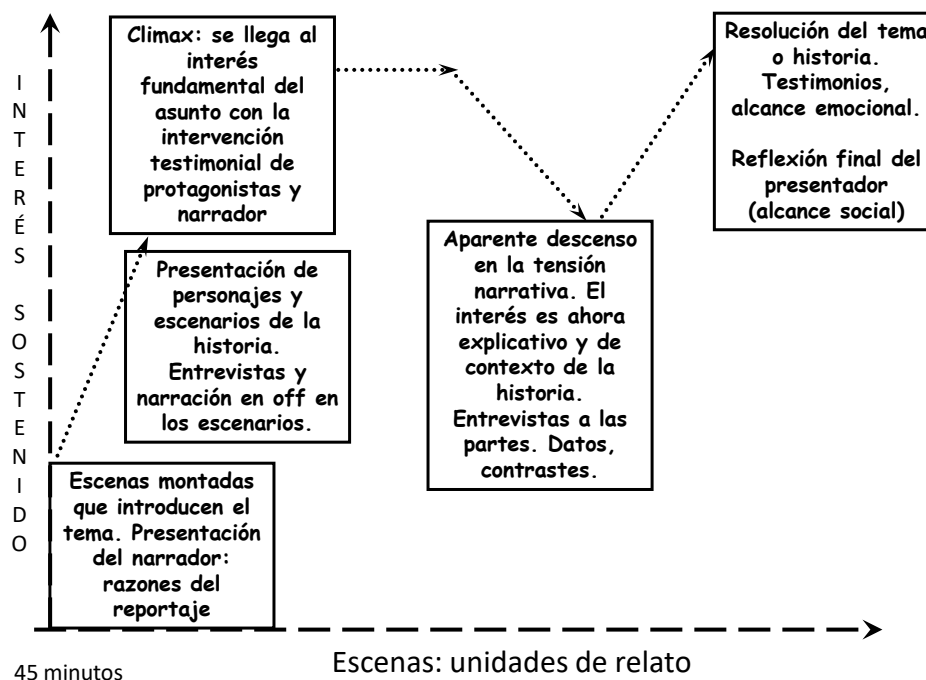 INTERÉS SOSTENIDO
Climax: se llega al
interés
fundamental del
asunto con la
intervención
testimonial de
protagonistas y
narrador
Resolución del tema
o historia.
Testimonios,
alcance emocional.
Reflexión final del
presentador
(alcance social)
Presentación de
personajes y
escenarios de la
historia.
Entrevistas y
narración en off en
los escenarios.
Aparente descenso
en la tensión
narrativa. El
interés es ahora
explicativo y de
contexto de la
historia.
Entrevistas a las
partes. Datos,
contrastes.
Escenas montadas
que introducen el
tema. Presentación
del narrador:
razones del
reportaje
45 minutos
Escenas: unidades de relato